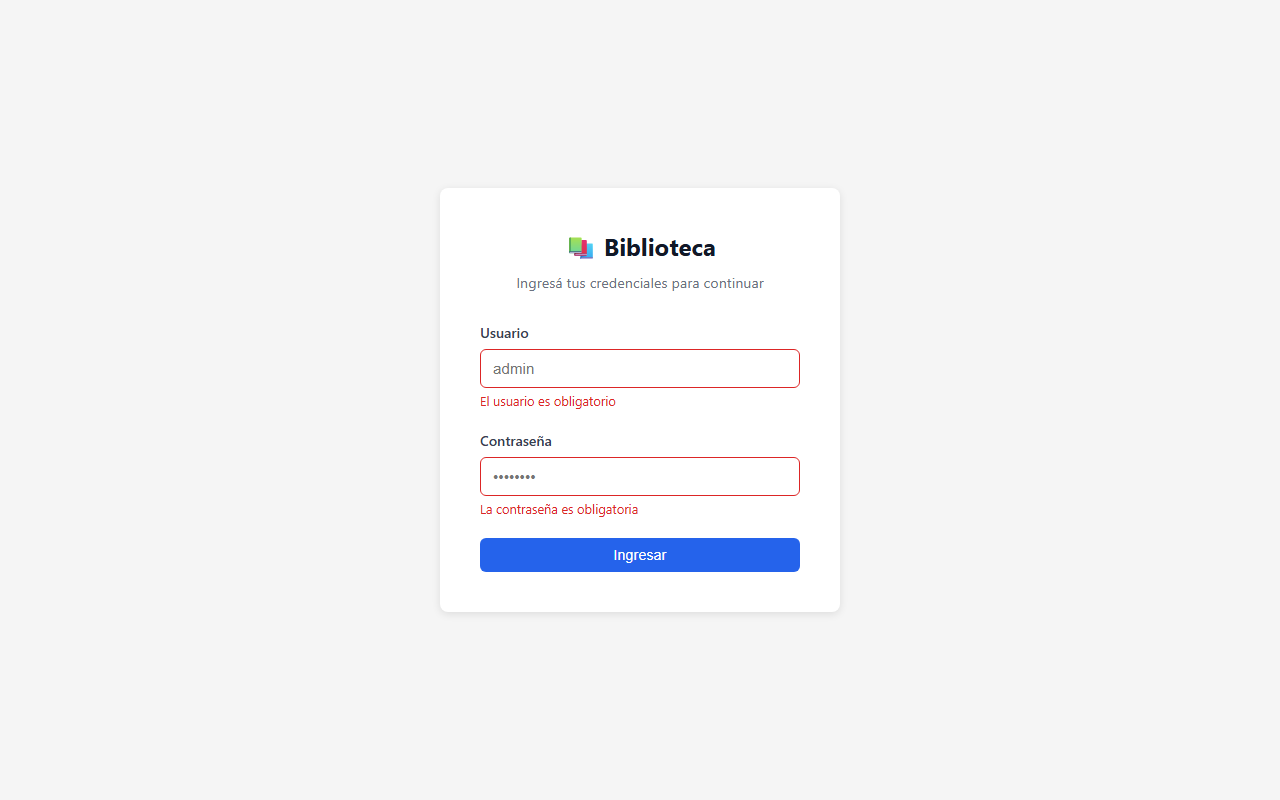 Biblioteca
Ingresá tus credenciales para continuar
Usuario
admin
El usuario es obligatorio
Contraseña
••••••••
La contraseña es obligatoria
Ingresar